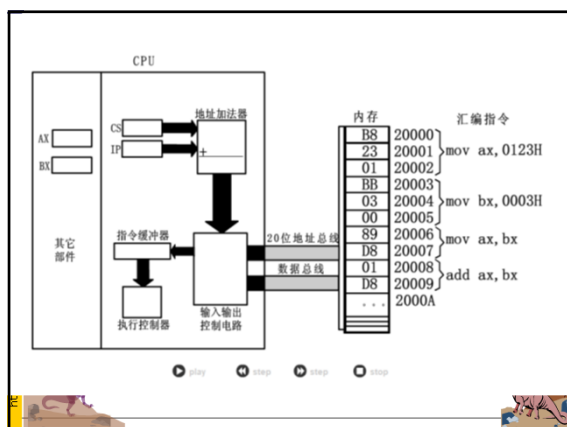 CPU
地址加法器
CS
IP
+
AX
BX
其它
部件
指令缓冲器
执行控制器
输入输出
控制电路
20位地址总线
数据总线
内存
汇编指令
B8 20000
23 20001 mov ax,0123H
01 20002
BB 20003
03 20004 mov bx,0003H
00 20005
89 20006 mov ax,bx
D8 20007
01 20008 add ax,bx
D8 20009
... 2000A
play
step
step
stop